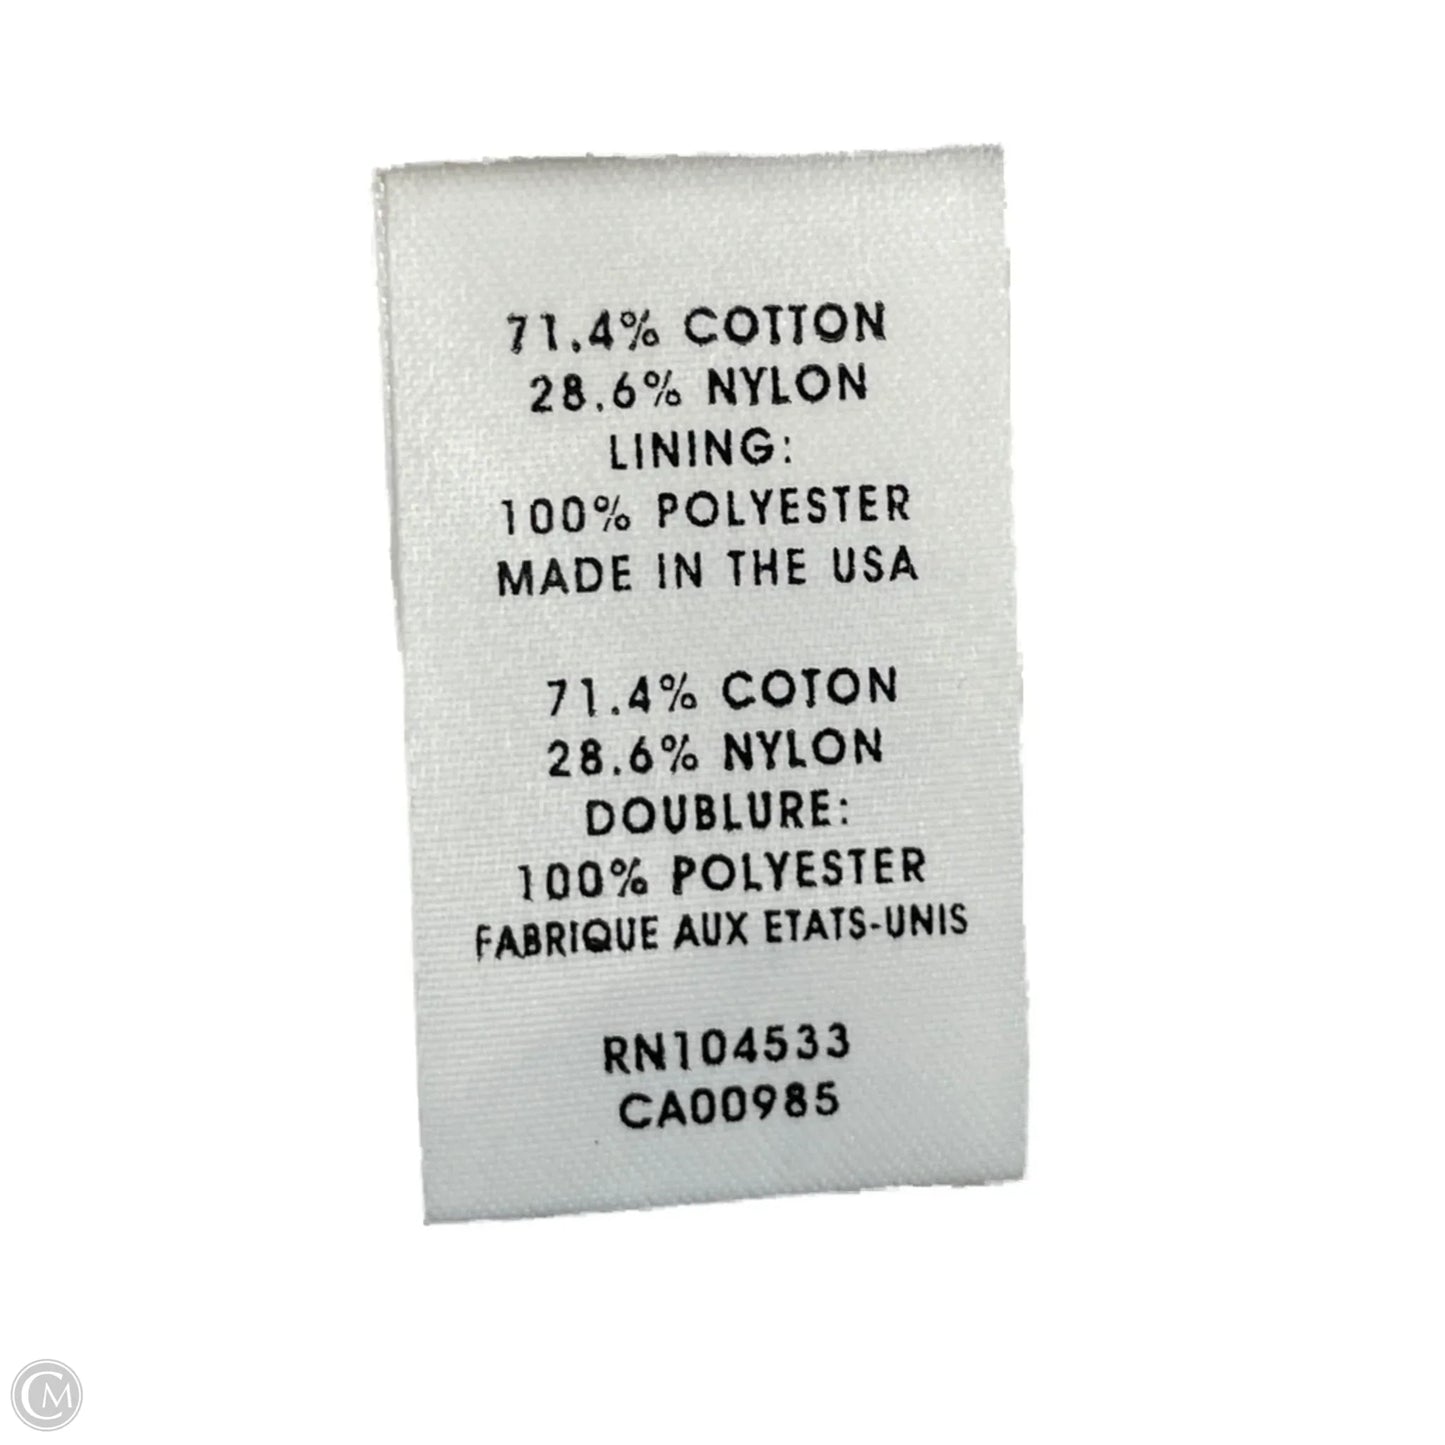 71.4% COTTON
28.6% NYLON
LINING:
100% POLYESTER
MADE IN THE USA
71.4% COTON
28.6% NYLON
DOUBLURE:
100% POLYESTER
FABRIQUE AUX ETATS-UNIS
RN104533
CA00985
CM